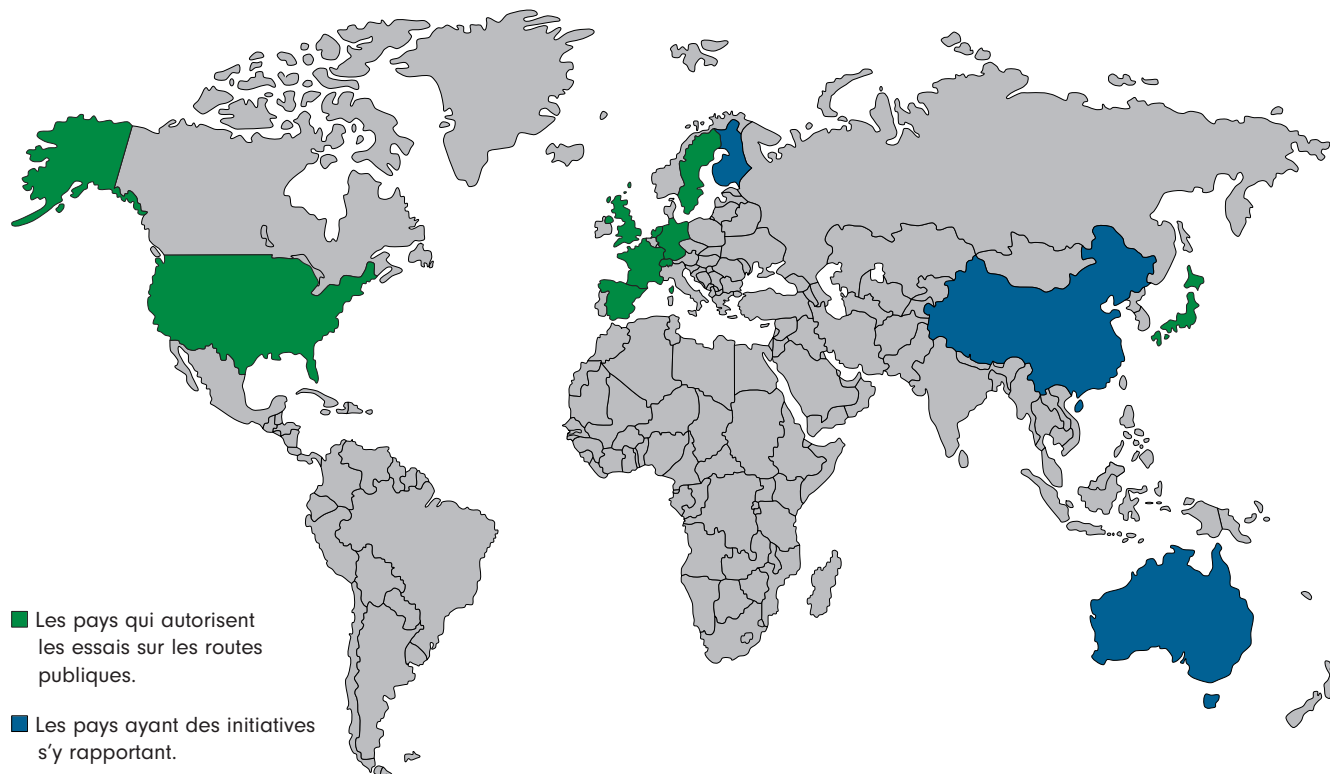 Les pays qui autorisent
les essais sur les routes
publiques.
Les pays ayant des initiatives
s'y rapportant.